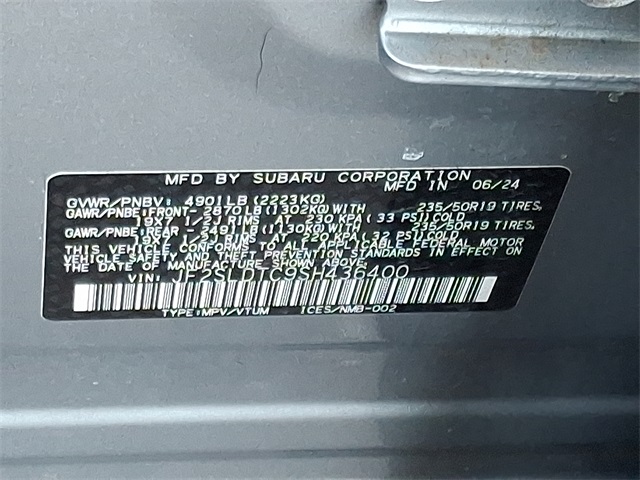 MFD BY SUBARU CORPORATION
MFD IN 06/24
GVWR/PNBV: 4901LB(2223KG)
GAWR/PNBE:FRONT- 2870LB(1302KG)WITH 235/50R19 TIRES,
19X7 1/2J RIMS AT 230 KPA(33 PSI)COLD
GAWR/PNBE:REAR - 2491LB(1130KG)WITH 235/50R19 TIRES,
19X7 1/2J RIMS AT 220 KPA(32 PSI)COLD
THIS VEHICLE CONFORMS TO ALL APPLICABLE FEDERAL MOTOR
VEHICLE SAFETY AND THEFT PREVENTION STANDARDS IN EFFECT ON
THE DATE OF MANUFACTURE SHOWN ABOVE.
VIN:
TYPE:MPV/VTUM ICES/NMB-002